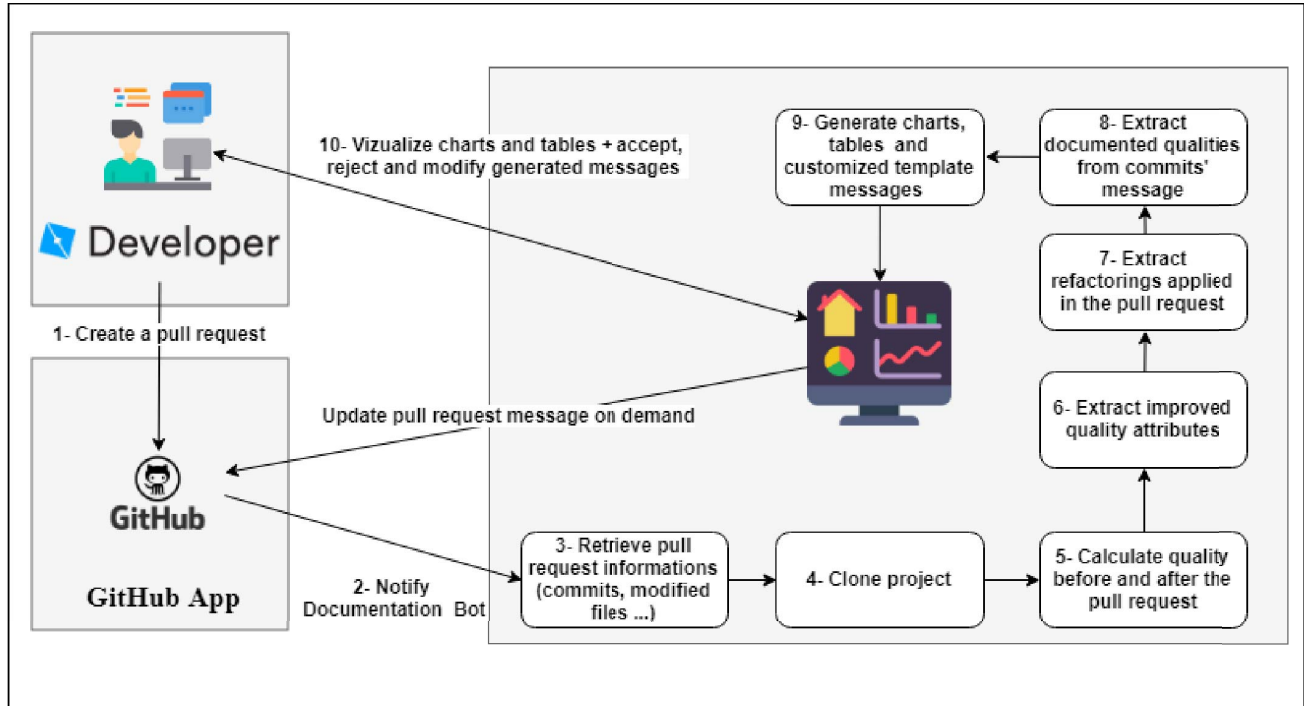 Developer
1- Create a pull request
GitHub
GitHub App
10- Vizualize charts and tables + accept,
reject and modify generated messages
Update pull request message on demand
2- Notify
Documentation Bot
3- Retrieve pull
request informations
(commits, modified
files ...)
4- Clone project
5- Calculate quality
before and after the
pull request
6- Extract improved
quality attributes
7- Extract
refactorings applied
in the pull request
8- Extract
documented qualities
from commits'
message
9- Generate charts,
tables and
customized template
messages